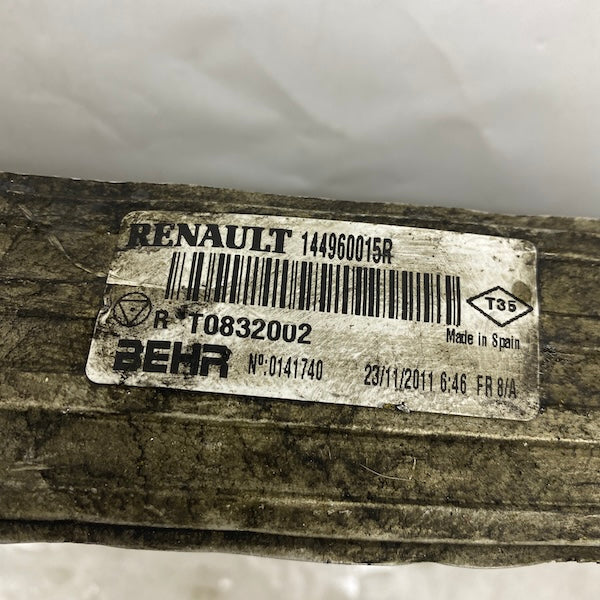 RENAULT 144960015R
T35
R T0832002
Made in Spain
BEHR Nº:0141740 23/11/2011 6:46 FR 8/A